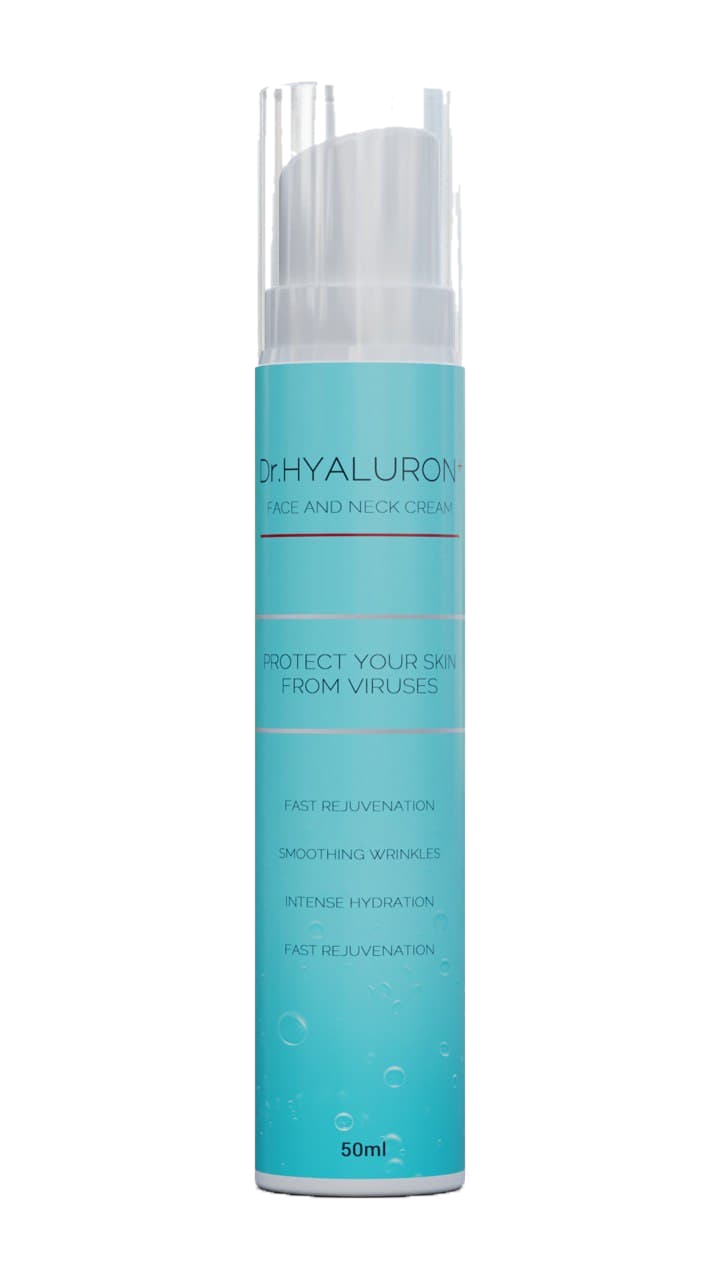 Dr.HYALURON+
FACE AND NECK CREAM
PROTECT YOUR SKIN
FROM VIRUSES
FAST REJUVENATION
SMOOTHING WRINKLES
INTENSE HYDRATION
FAST REJUVENATION
50ml